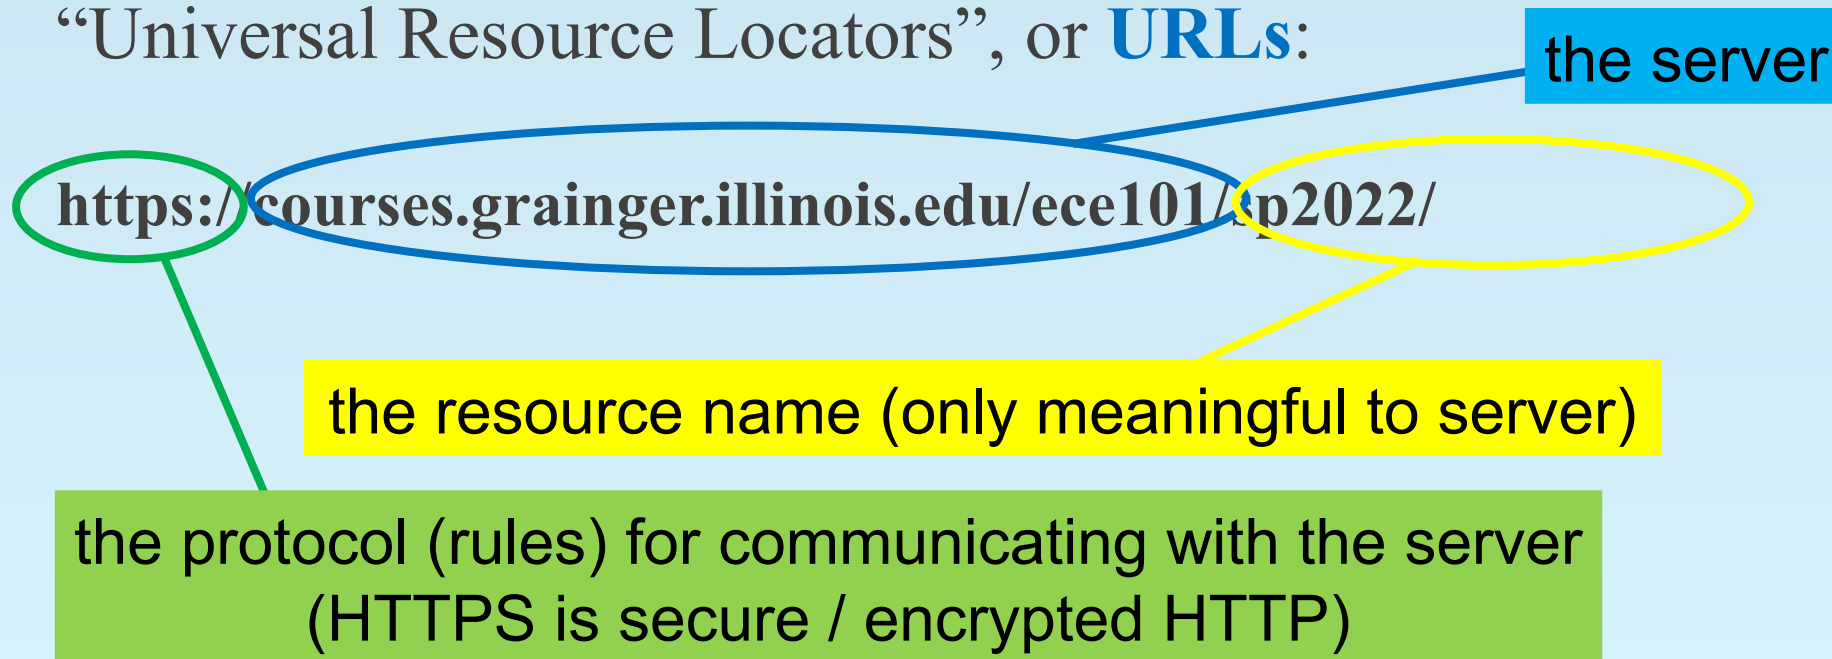 “Universal Resource Locators”, or URLs:
the server
https://courses.grainger.illinois.edu/ece101/sp2022/
the resource name (only meaningful to server)
the protocol (rules) for communicating with the server
(HTTPS is secure / encrypted HTTP)